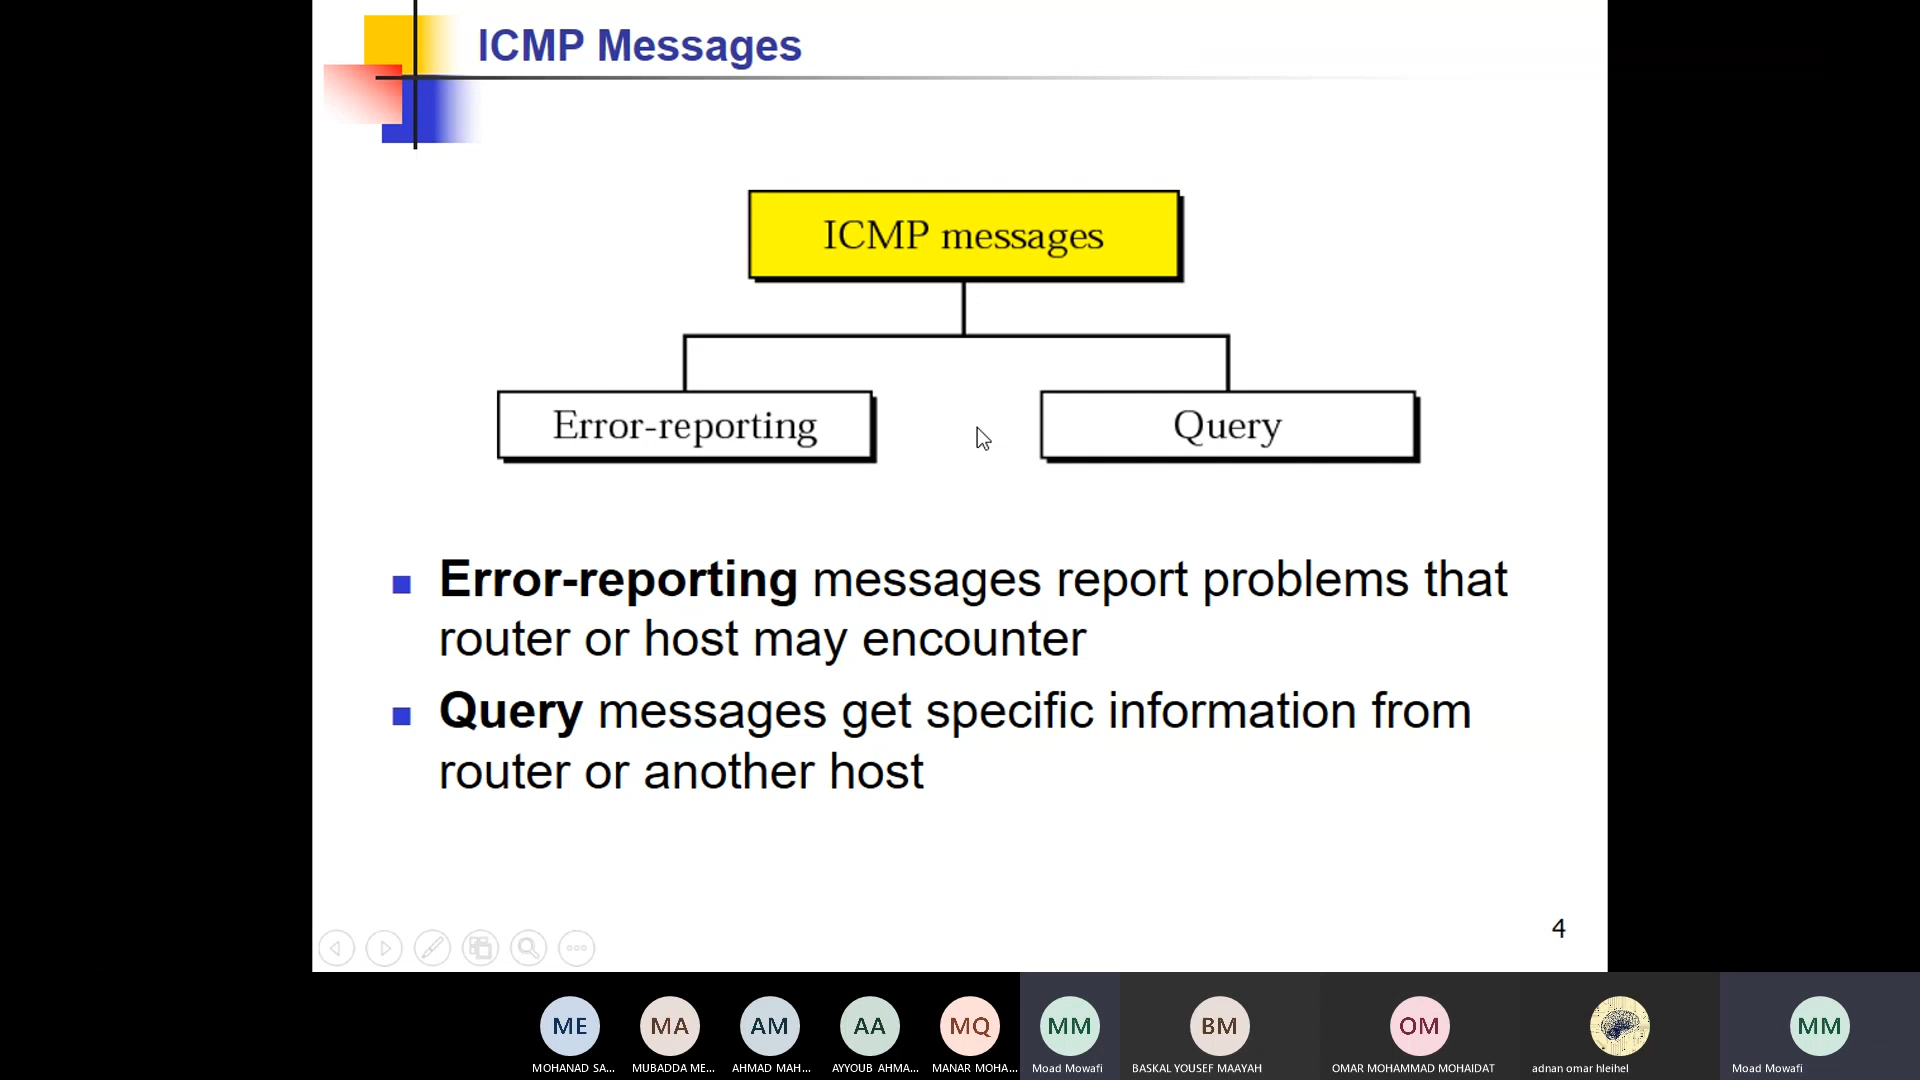 ICMP Messages
ICMP messages
Error-reporting
Query
Error-reporting messages report problems that
router or host may encounter
Query messages get specific information from
router or another host
4
ME
MA
AM
AA
MQ
MM
BM
OM
MM
MOHANAD SA...
MUBADDA ME...
AHMAD MAH...
AYYOUB AHMA...
MANAR MOHA...
Moad Mowafi
BASKAL YOUSEF MAAYAH
OMAR MOHAMMAD MOHAIDAT
adnan omar hleihel
Moad Mowafi